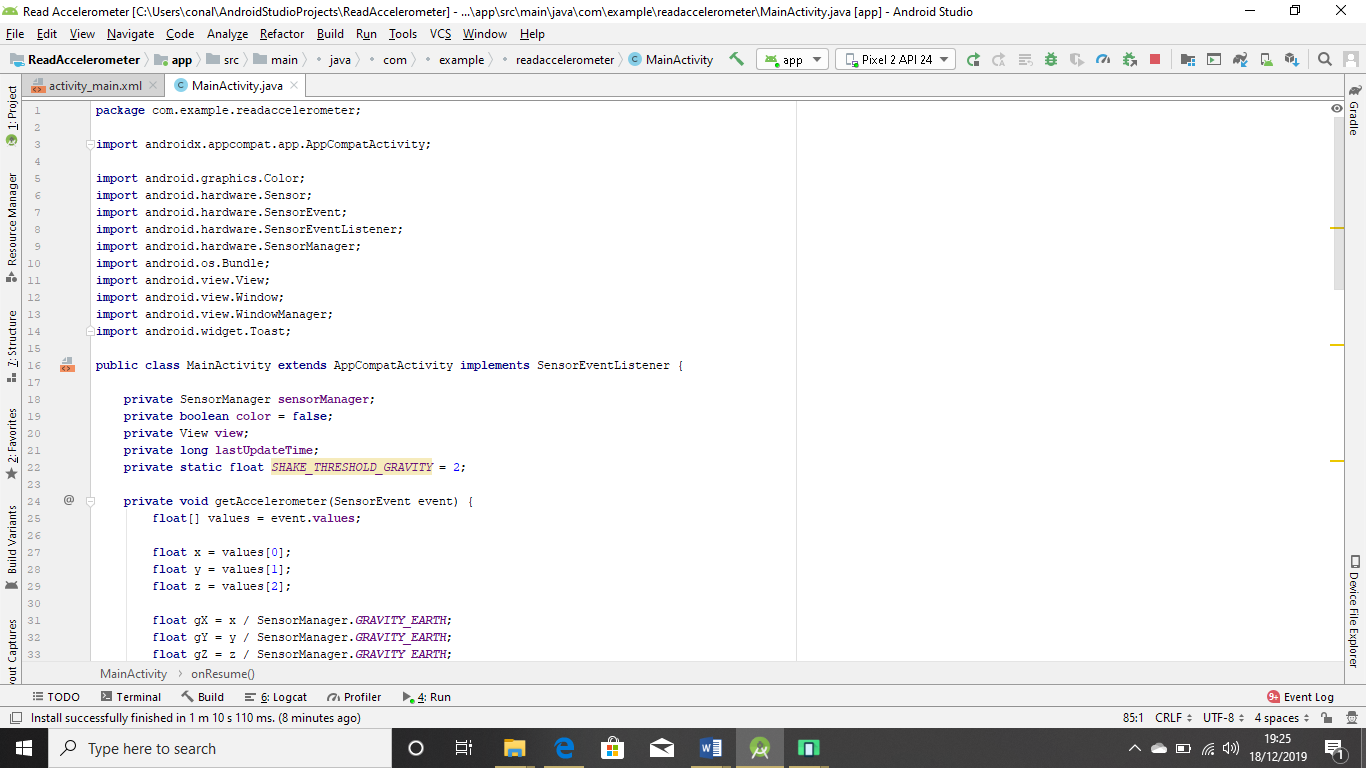 Read Accelerometer [C:\Users\conal\AndroidStudioProjects\ReadAccelerometer] - ...\app\src\main\java\com\example\readaccelerometer\MainActivity.java [app] - Android Studio
File Edit View Navigate Code Analyze Refactor Build Run Tools VCS Window Help
ReadAccelerometer app src main java com example readaccelerometer MainActivity app Pixel 2 API 24
activity_main.xml MainActivity.java
1: Project
Resource Manager
7: Structure
2: Favorites
Build Variants
out Captures
1 package com.example.readaccelerometer;
2
3 import androidx.appcompat.app.AppCompatActivity;
4
5 import android.graphics.Color;
6 import android.hardware.Sensor;
7 import android.hardware.SensorEvent;
8 import android.hardware.SensorEventListener;
9 import android.hardware.SensorManager;
10 import android.os.Bundle;
11 import android.view.View;
12 import android.view.Window;
13 import android.view.WindowManager;
14 import android.widget.Toast;
15
16 public class MainActivity extends AppCompatActivity implements SensorEventListener {
17
18 private SensorManager sensorManager;
19 private boolean color = false;
20 private View view;
21 private long lastUpdateTime;
22 private static float SHAKE_THRESHOLD_GRAVITY = 2;
23
24 @ private void getAccelerometer(SensorEvent event) {
25 float[] values = event.values;
26
27 float x = values[0];
28 float y = values[1];
29 float z = values[2];
30
31 float gX = x / SensorManager.GRAVITY_EARTH;
32 float gY = y / SensorManager.GRAVITY_EARTH;
33 float gZ = z / SensorManager.GRAVITY_EARTH;
Gradle
Device File Explorer
MainActivity onResume()
TODO Terminal Build 6: Logcat Profiler 4: Run 9+ Event Log
Install successfully finished in 1 m 10 s 110 ms. (8 minutes ago) 85:1 CRLF UTF-8 4 spaces
Type here to search
19:25
18/12/2019
1